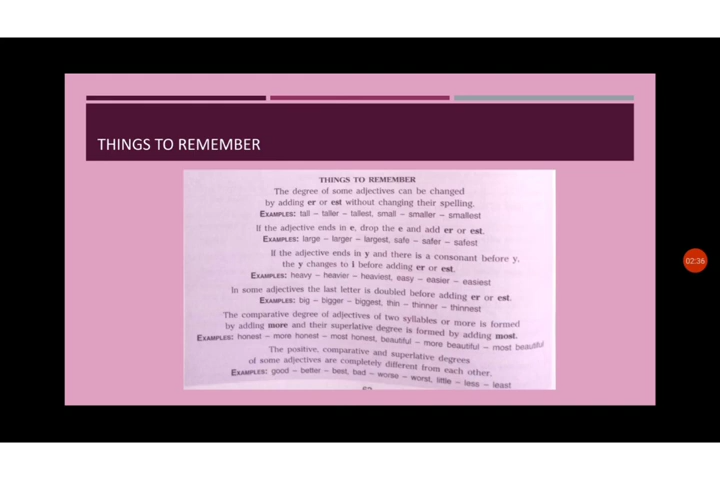 THINGS TO REMEMBER
THINGS TO REMEMBER
The degree of some adjectives can be changed
by adding er or est without changing their spelling.
EXAMPLES: tall – taller – tallest, small – smaller – smallest
If the adjective ends in e, drop the e and add er or est.
EXAMPLES: large – larger – largest, safe – safer – safest
If the adjective ends in y and there is a consonant before y,
the y changes to i before adding er or est.
EXAMPLES: heavy – heavier – heaviest, easy – easier – easiest
In some adjectives the last letter is doubled before adding er or est.
EXAMPLES: big – bigger – biggest, thin – thinner – thinnest
The comparative degree of adjectives of two syllables or more is formed
by adding more and their superlative degree is formed by adding most.
EXAMPLES: honest – more honest – most honest, beautiful – more beautiful – most beautiful
The positive, comparative and superlative degrees
of some adjectives are completely different from each other.
EXAMPLES: good – better – best, bad – worse – worst, little – less – least
02:36